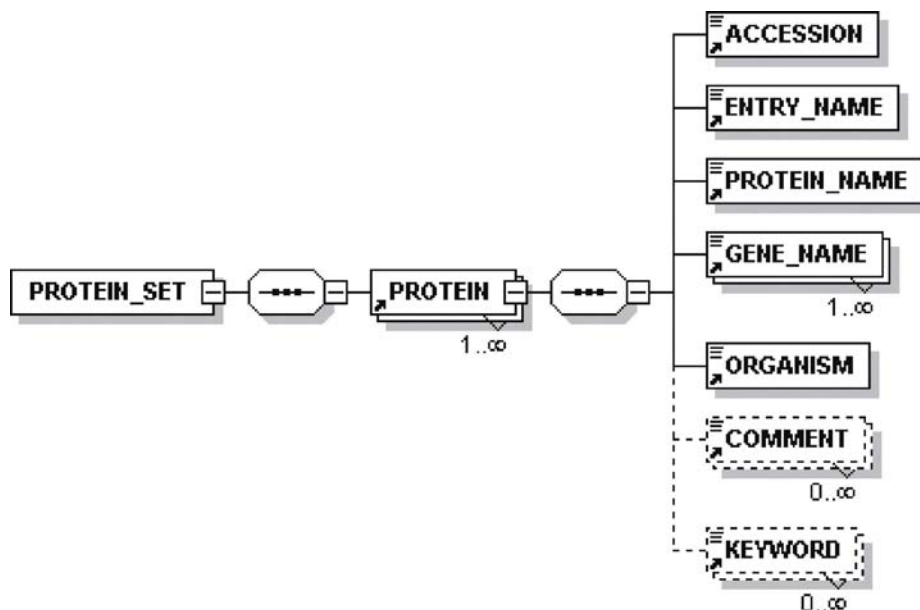 ACCESSION
ENTRY_NAME
PROTEIN_NAME
GENE_NAME
1..∞
PROTEIN_SET
PROTEIN
1..∞
ORGANISM
COMMENT
0..∞
KEYWORD
0..∞